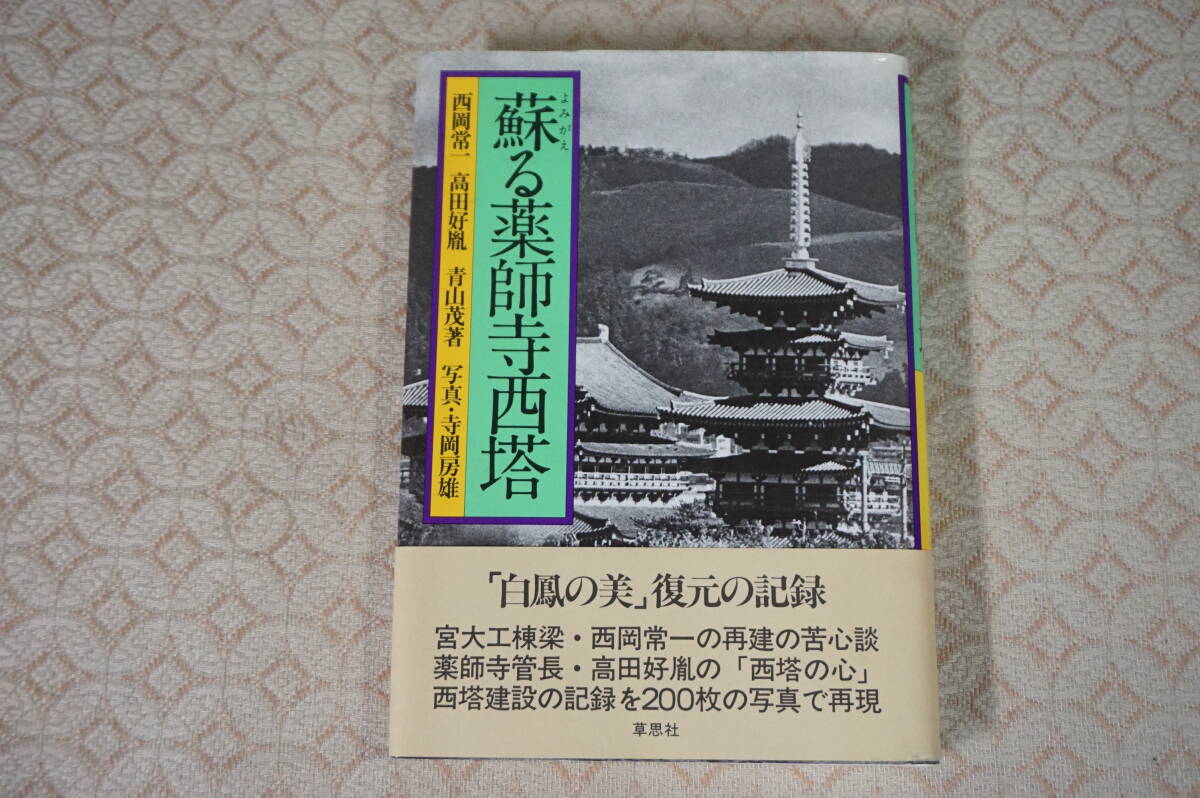 蘇る薬師寺西塔
よみがえ
西岡常一 高田好胤 青山茂著 写真・寺岡房雄
「白鳳の美」復元の記録
宮大工棟梁・西岡常一の再建の苦心談
薬師寺管長・高田好胤の「西塔の心」
西塔建設の記録を200枚の写真で再現
草思社